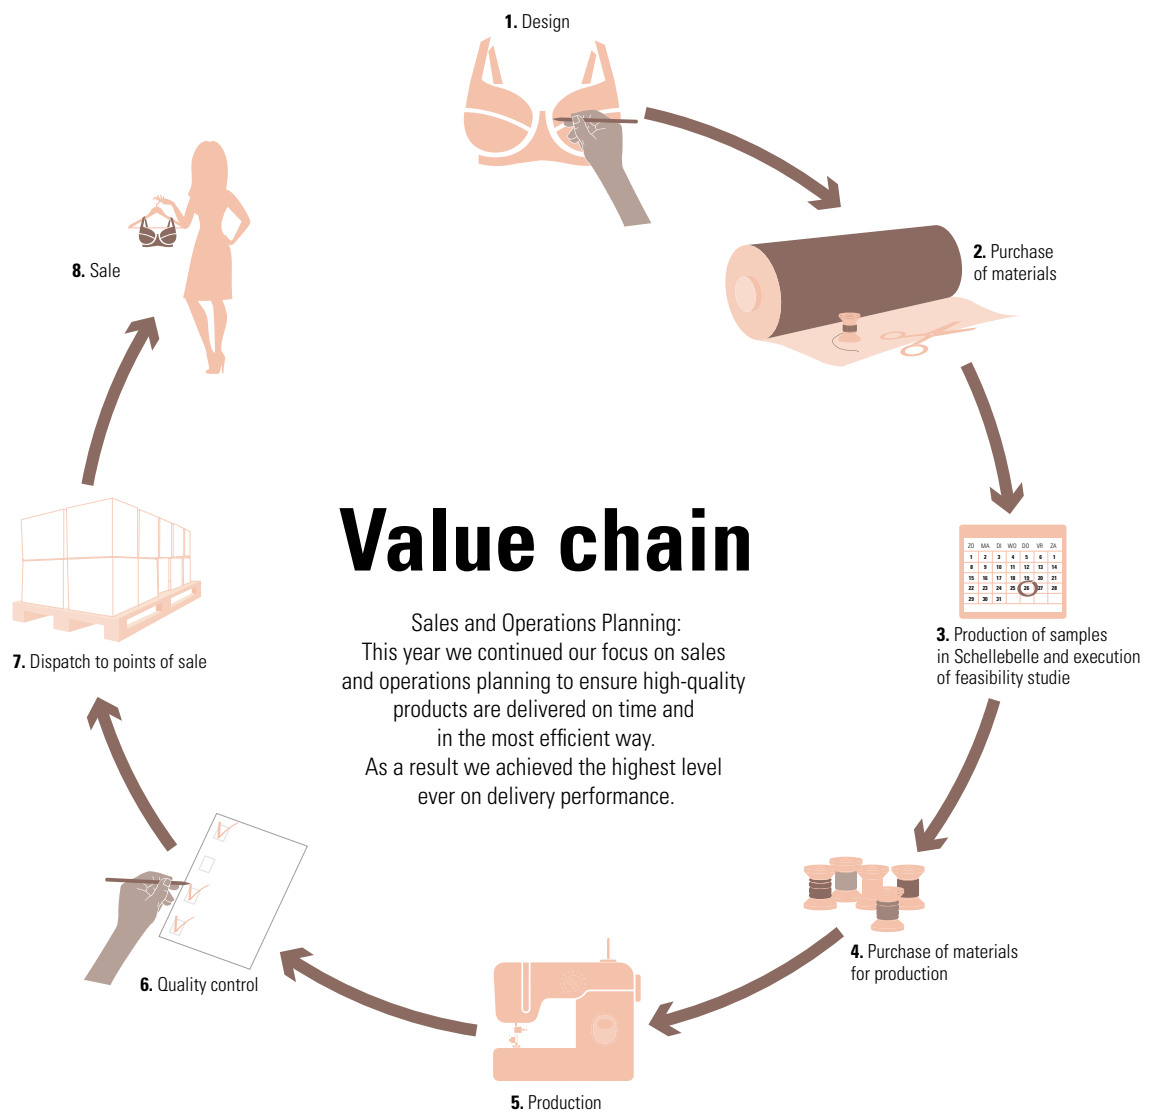 1. Design
2. Purchase
of materials
ZO MA DI WO DO VR ZA
1 2 3 4 5 6 1
8 9 10 11 12 13 14
15 16 17 18 19 20 21
22 23 24 25 26 27 28
29 30 31
3. Production of samples
in Schellebelle and execution
of feasibility studie
4. Purchase of materials
for production
5. Production
6. Quality control
7. Dispatch to points of sale
8. Sale
Value chain
Sales and Operations Planning:
This year we continued our focus on sales
and operations planning to ensure high-quality
products are delivered on time and
in the most efficient way.
As a result we achieved the highest level
ever on delivery performance.